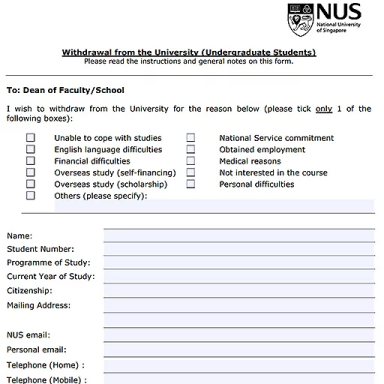 NUS
National University
of Singapore
Withdrawal from the University (Undergraduate Students)
Please read the instructions and general notes on this form.
To: Dean of Faculty/School
I wish to withdraw from the University for the reason below (please tick only 1 of the
following boxes):
Unable to cope with studies National Service commitment
English language difficulties Obtained employment
Financial difficulties Medical reasons
Overseas study (self-financing) Not interested in the course
Overseas study (scholarship) Personal difficulties
Others (please specify):
Name:
Student Number:
Programme of Study:
Current Year of Study:
Citizenship:
Mailing Address:
NUS email:
Personal email:
Telephone (Home) :
Telephone (Mobile) :